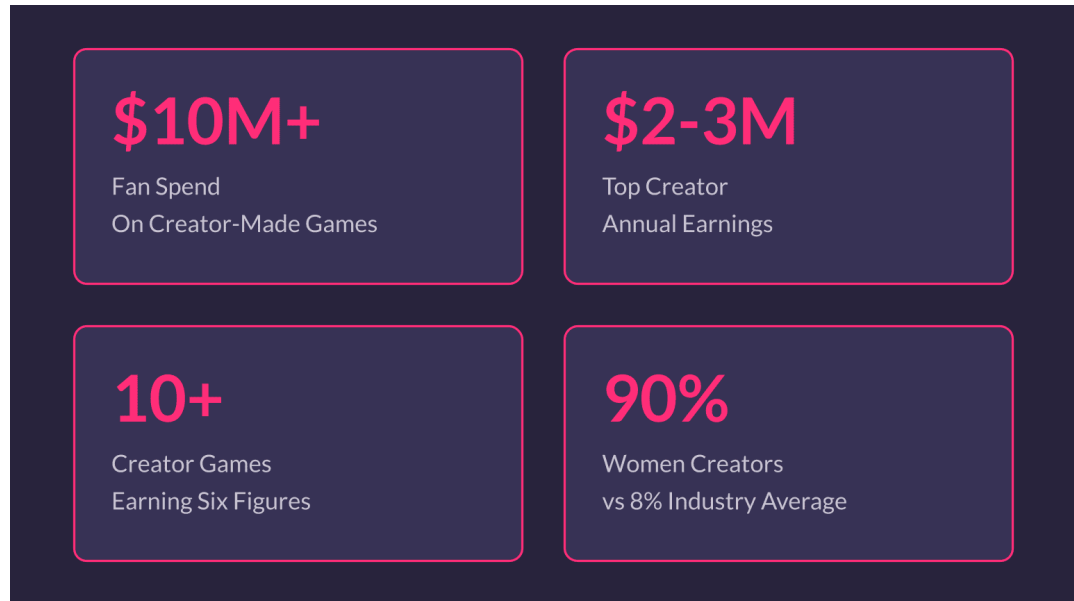 $10M+
Fan Spend
On Creator-Made Games
$2-3M
Top Creator
Annual Earnings
10+
Creator Games
Earning Six Figures
90%
Women Creators
vs 8% Industry Average